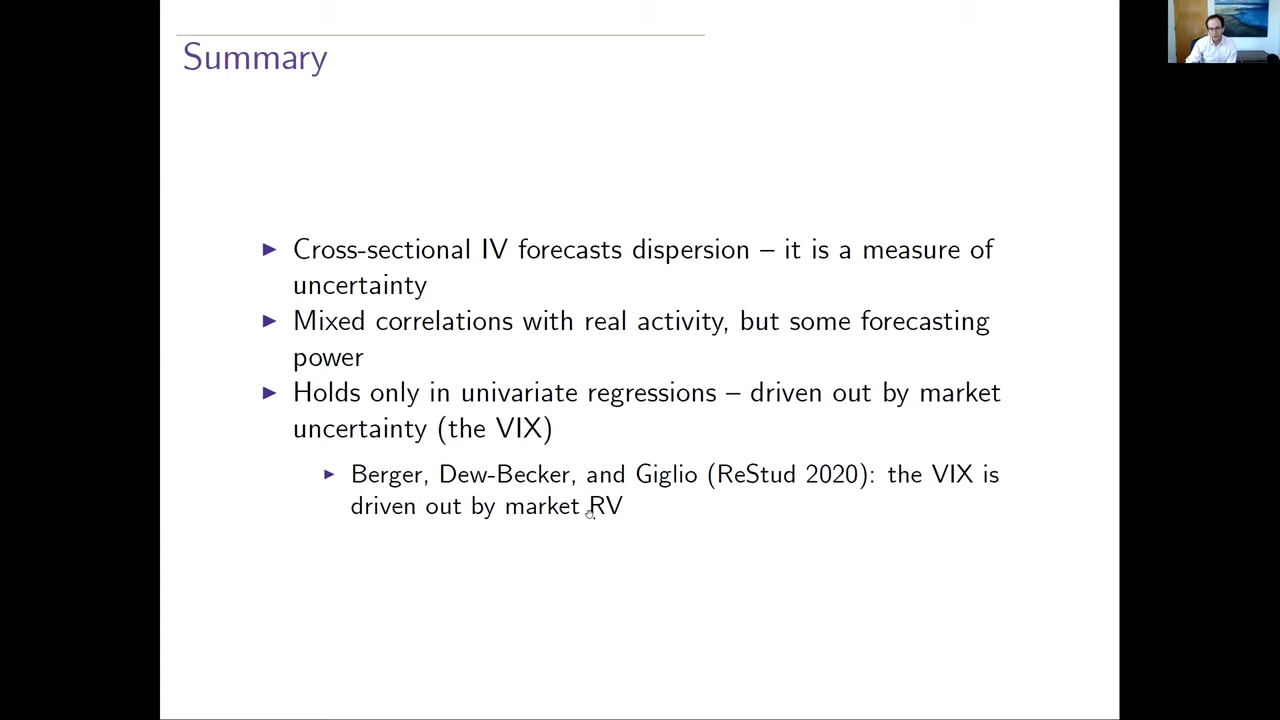 Summary
► Cross-sectional IV forecasts dispersion – it is a measure of
uncertainty
► Mixed correlations with real activity, but some forecasting
power
► Holds only in univariate regressions – driven out by market
uncertainty (the VIX)
► Berger, Dew-Becker, and Giglio (ReStud 2020): the VIX is
driven out by market RV